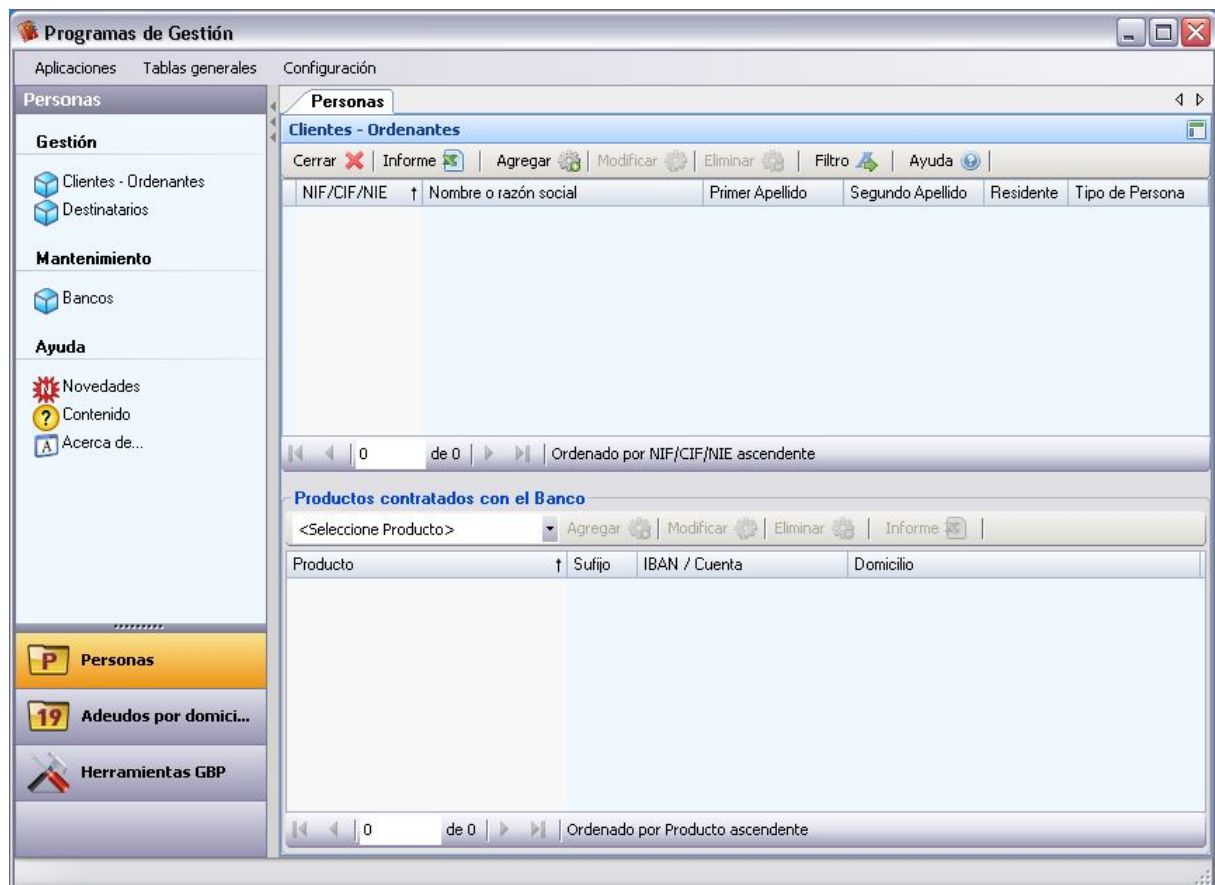 Programas de Gestión
Aplicaciones Tablas generales Configuración
Personas
Gestión
Clientes - Ordenantes
Destinatarios
Mantenimiento
Bancos
Ayuda
Novedades
Contenido
Acerca de...
P Personas
19 Adeudos por domici...
Herramientas GBP
Personas
Clientes - Ordenantes
Cerrar Informe Agregar Modificar Eliminar Filtro Ayuda
NIF/CIF/NIE Nombre o razón social Primer Apellido Segundo Apellido Residente Tipo de Persona
0 de 0 Ordenado por NIF/CIF/NIE ascendente
Productos contratados con el Banco
<Seleccione Producto> Agregar Modificar Eliminar Informe
Producto Sufijo IBAN / Cuenta Domicilio
0 de 0 Ordenado por Producto ascendente